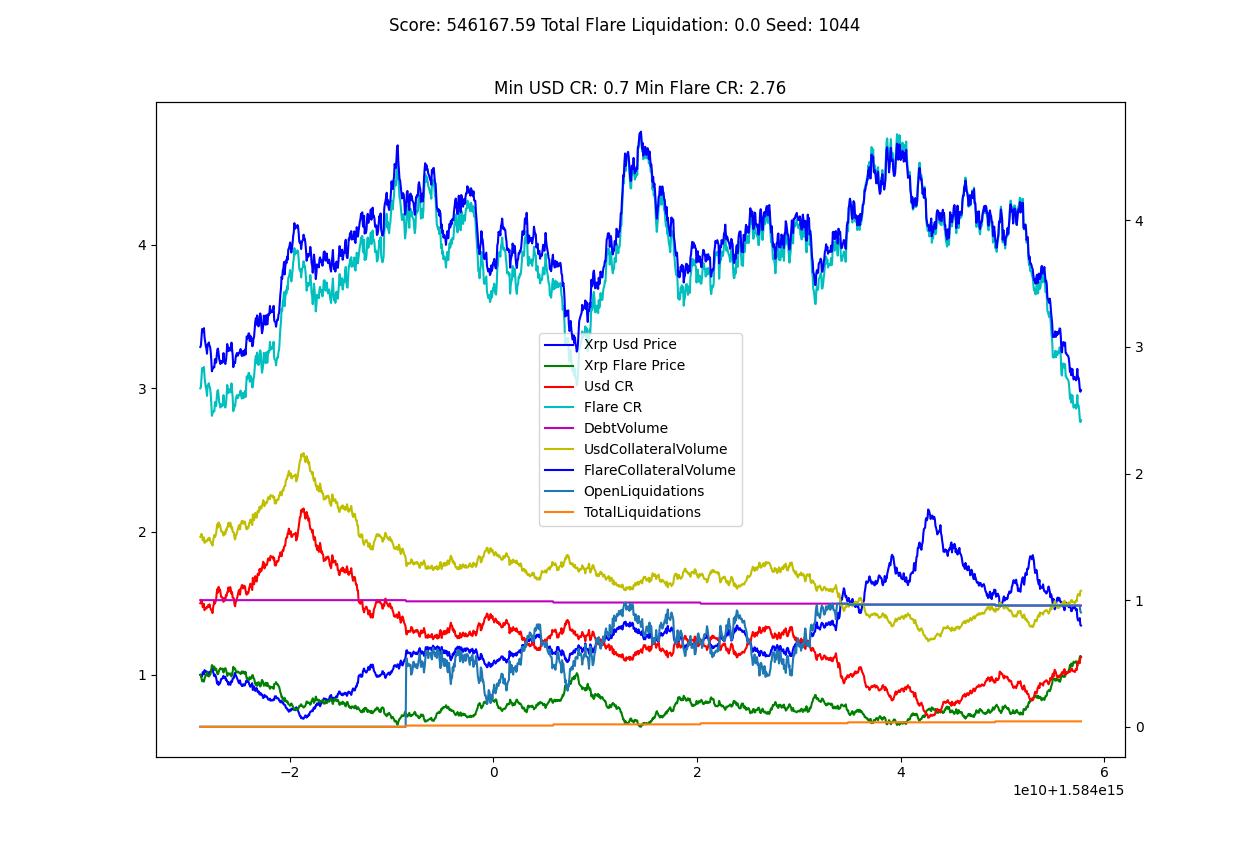 Score: 546167.59 Total Flare Liquidation: 0.0 Seed: 1044
Min USD CR: 0.7 Min Flare CR: 2.76
4
3
2
1
4
3
2
1
0
Xrp Usd Price
Xrp Flare Price
Usd CR
Flare CR
DebtVolume
UsdCollateralVolume
FlareCollateralVolume
OpenLiquidations
TotalLiquidations
−2 0 2 4 6
1e10+1.584e15